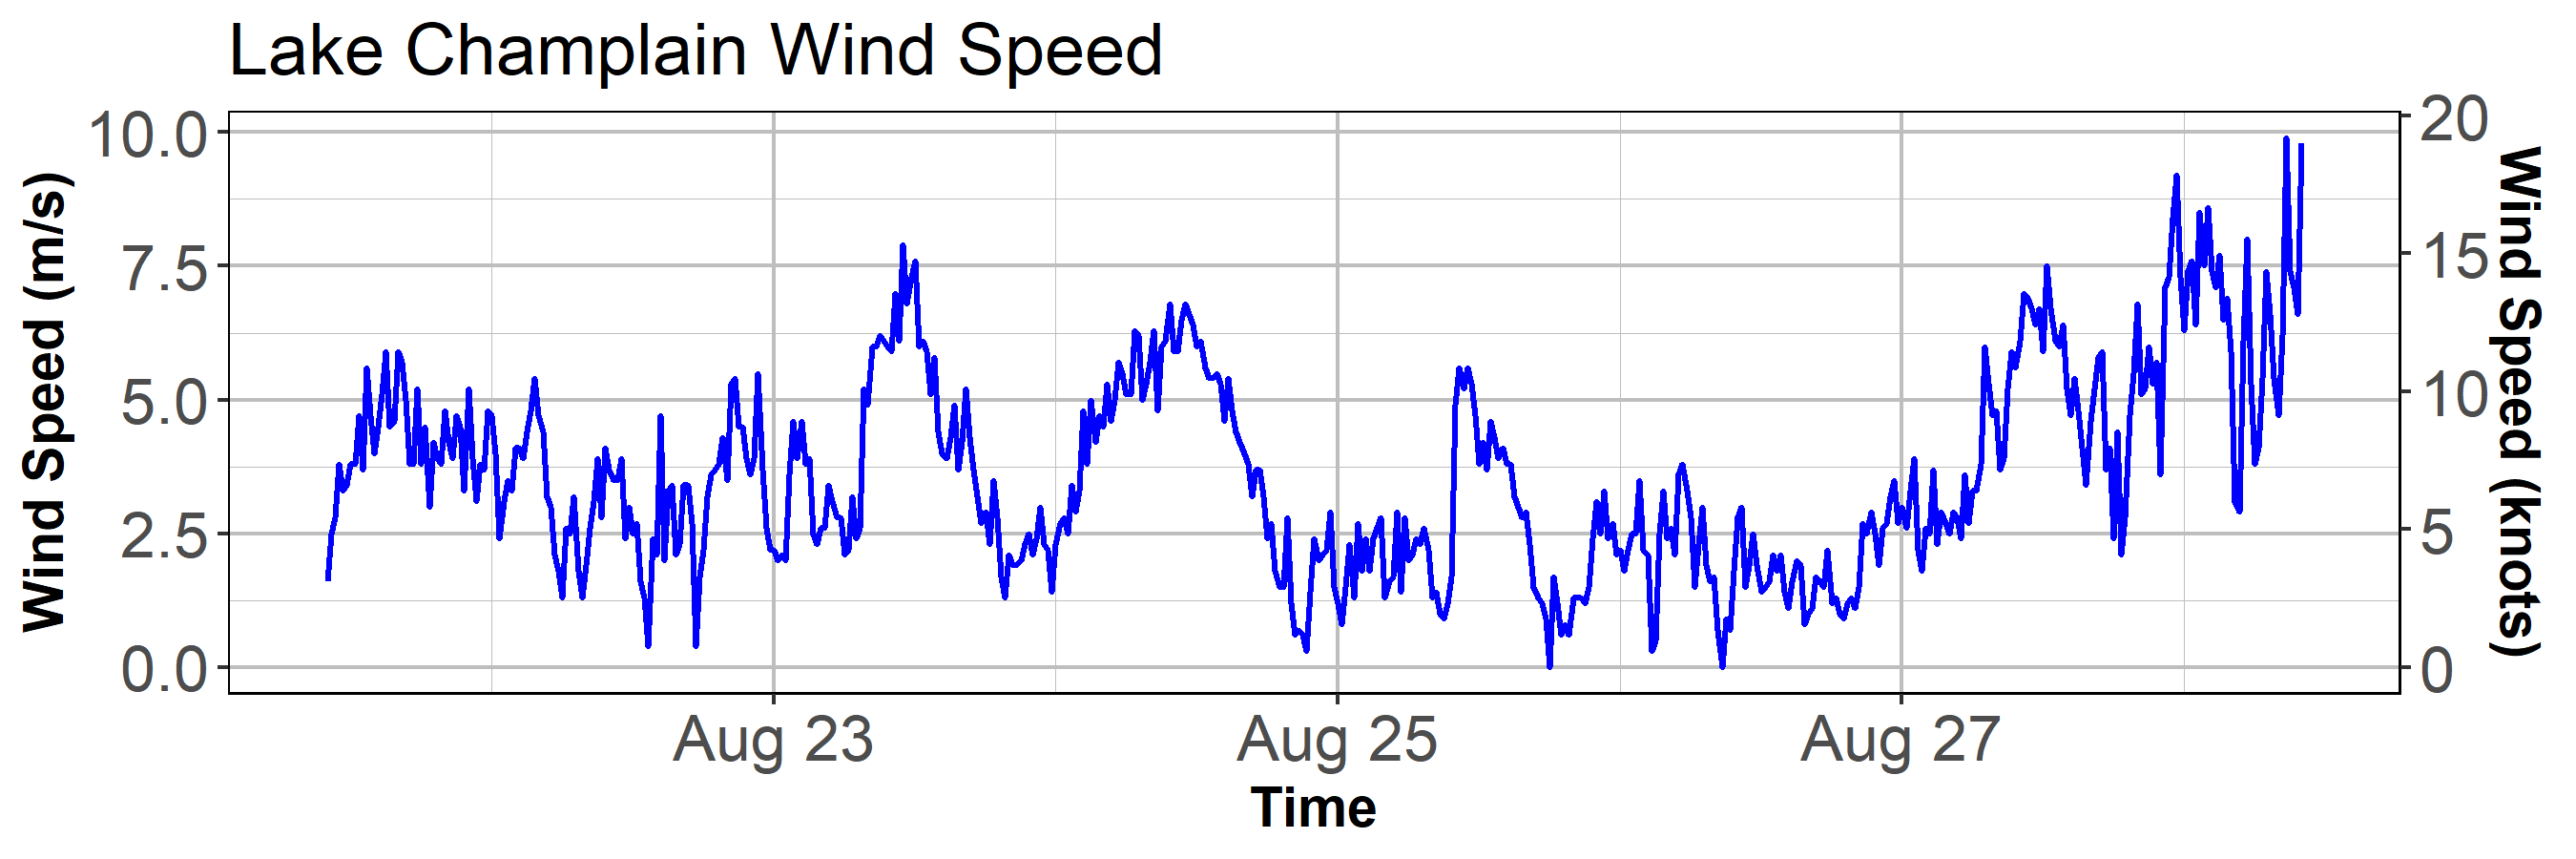 Lake Champlain Wind Speed
Wind Speed (m/s)
10.0
7.5
5.0
2.5
0.0
20
15
10
5
0
Wind Speed (knots)
Aug 23
Aug 25
Aug 27
Time